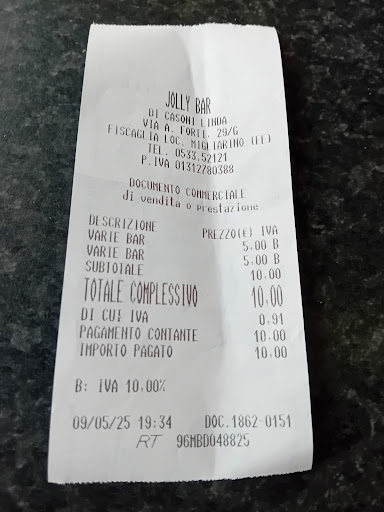 JOLLY BAR
DI CASONI LINDA
VIA A. FORTI, 29/G
FISCAGLIA LOC. MIGLIARINO (FE)
TEL. 0533.52121
P.IVA 01312780388
DOCUMENTO COMMERCIALE
di vendita o prestazione
DESCRIZIONE PREZZO(€) IVA
VARIE BAR 5,00 B
VARIE BAR 5,00 B
SUBTOTALE 10,00
TOTALE COMPLESSIVO 10,00
DI CUI IVA 0,91
PAGAMENTO CONTANTE 10,00
IMPORTO PAGATO 10,00
B: IVA 10,00%
09/05/25 19:34 DOC.1862-0151
RT 96MBD048825